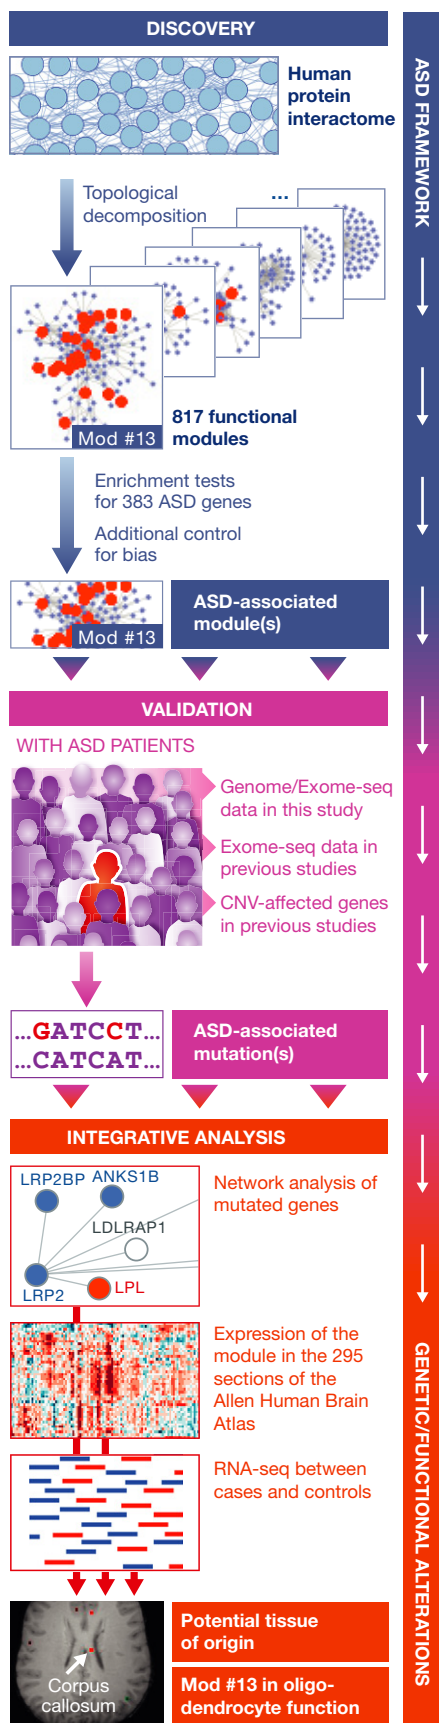 DISCOVERY
Human
protein
interactome
Topological
decomposition
...
817 functional
modules
Mod #13
Enrichment tests
for 383 ASD genes
Additional control
for bias
Mod #13
ASD-associated
module(s)
VALIDATION
WITH ASD PATIENTS
Genome/Exome-seq
data in this study
Exome-seq data in
previous studies
CNV-affected genes
in previous studies
...GATCCT...
...CATCAT...
ASD-associated
mutation(s)
INTEGRATIVE ANALYSIS
LRP2BP ANKS1B
LDLRAP1
LRP2
LPL
Network analysis of
mutated genes
Expression of the
module in the 295
sections of the
Allen Human Brain
Atlas
RNA-seq between
cases and controls
Corpus
callosum
Potential tissue
of origin
Mod #13 in oligo-
dendrocyte function
ASD FRAMEWORK
GENETIC/FUNCTIONAL ALTERATIONS